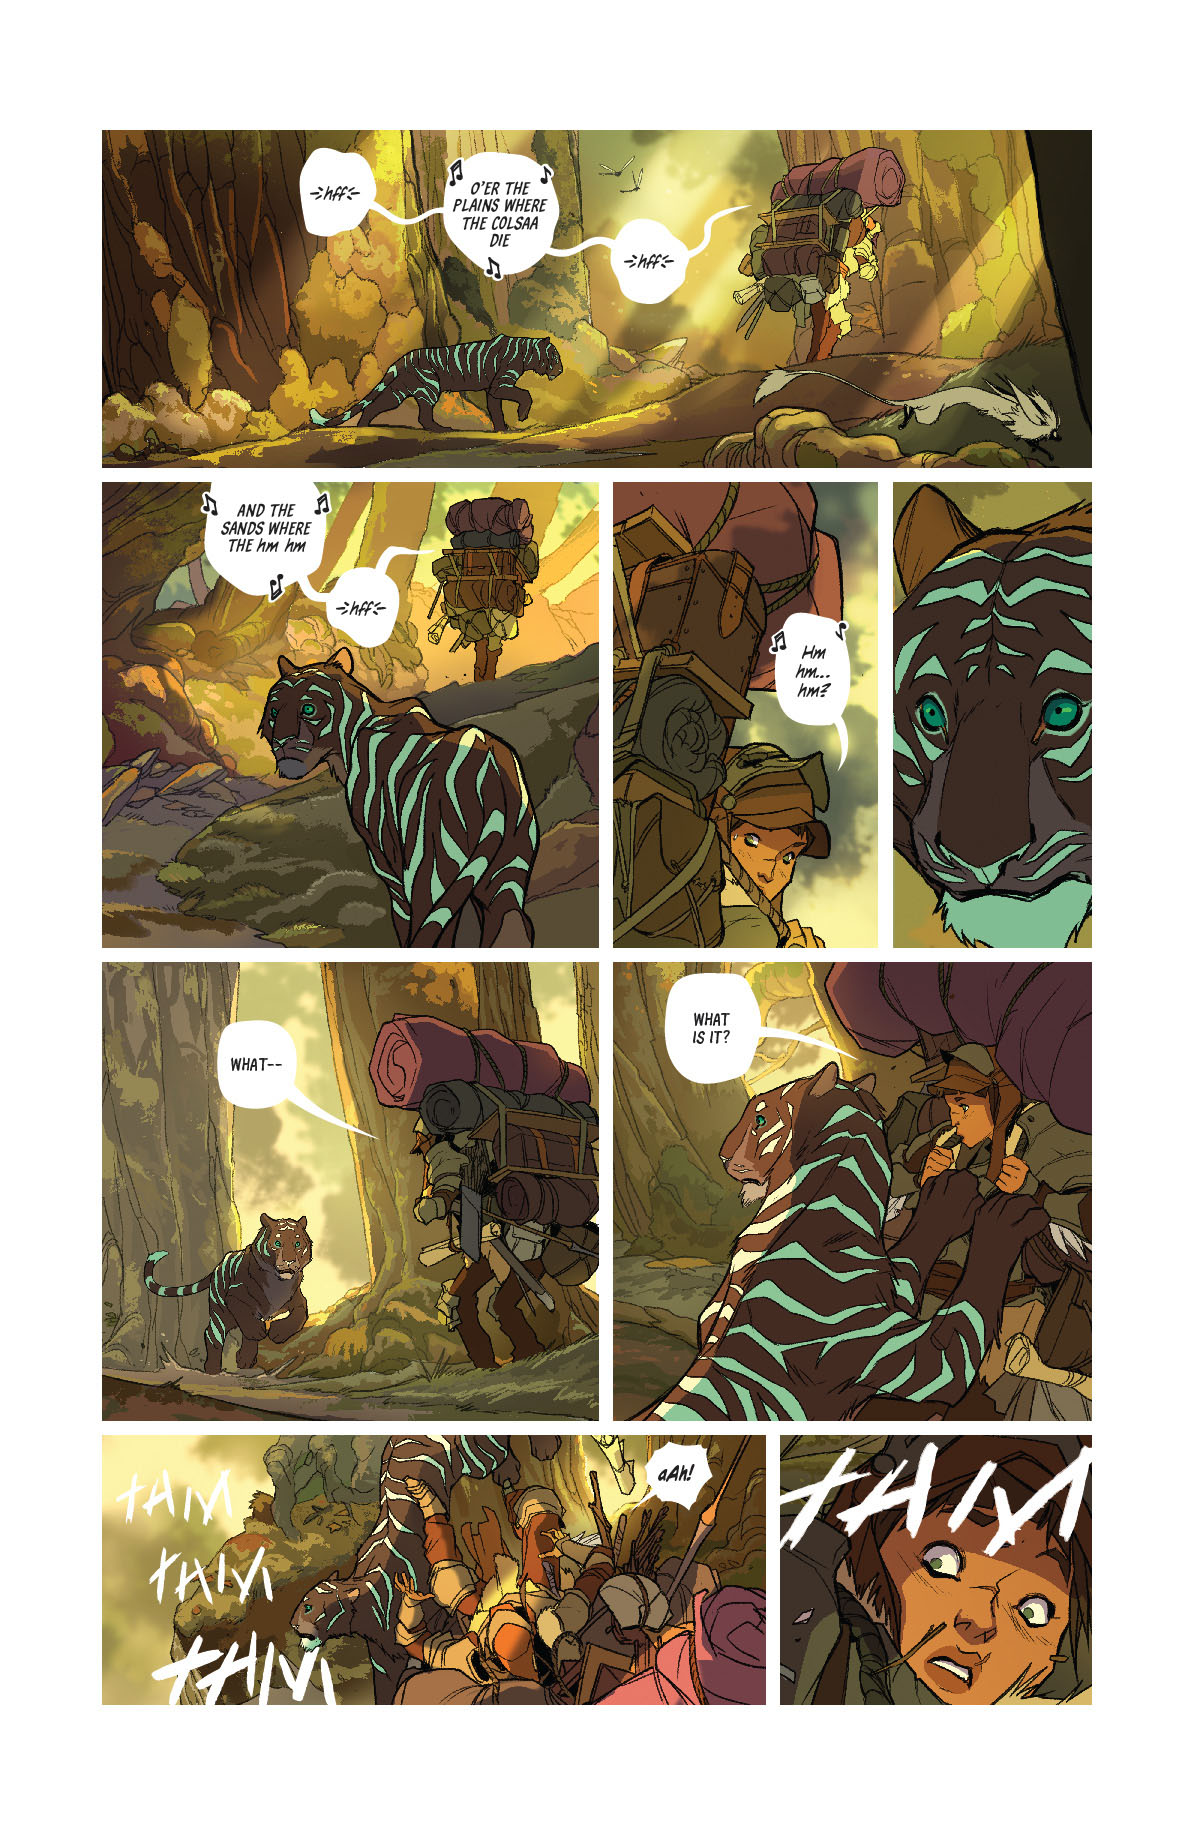 hff
O'ER THE
PLAINS WHERE
THE COLSAA
DIE
hff
AND THE
SANDS WHERE
THE hm hm
hff
Hm
hm...
hm?
WHAT--
WHAT
IS IT?
aAh!
tHM
tHM
tHM
tHM